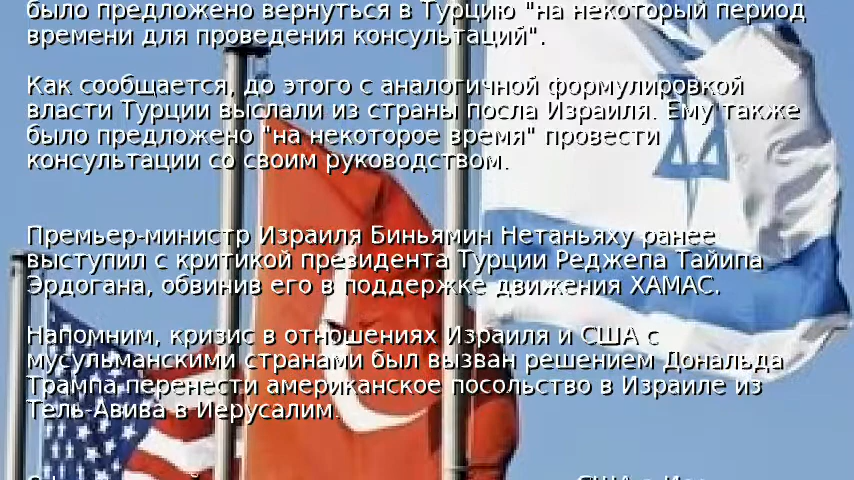 было предложено вернуться в Турцию "на некоторый период
времени для проведения консультаций".
Как сообщается, до этого с аналогичной формулировкой
власти Турции выслали из страны посла Израиля. Ему также
было предложено "на некоторое время" провести
консультации со своим руководством.
Премьер-министр Израиля Биньямин Нетаньяху ранее
выступил с критикой президента Турции Реджепа Тайипа
Эрдогана, обвинив его в поддержке движения ХАМАС.
Напомним, кризис в отношениях Израиля и США с
мусульманскими странами был вызван решением Дональда
Трампа перенести американское посольство в Израиле из
Тель-Авива в Иерусалим.
США в